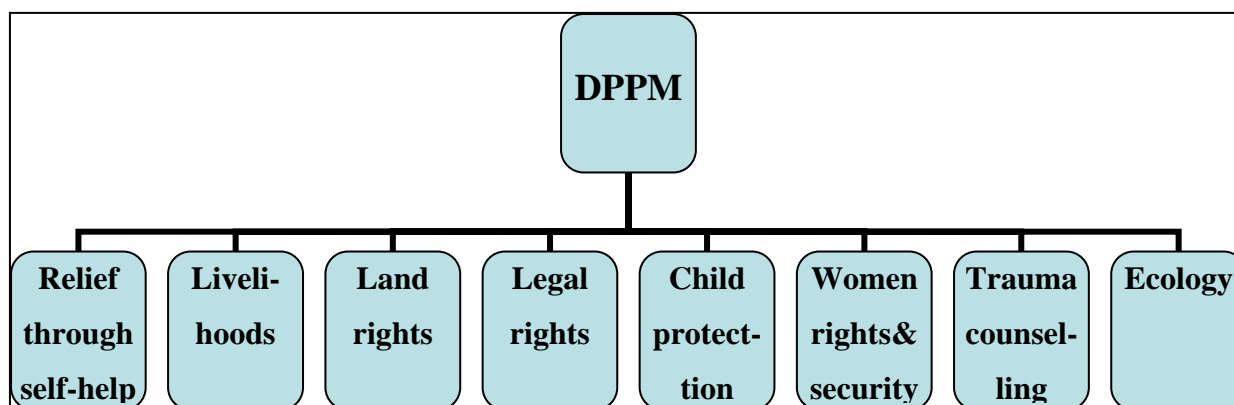 DPPM
Relief
through
self-help
Liveli-
hoods
Land
rights
Legal
rights
Child
protect-
tion
Women
rights&
security
Trauma
counsel-
ling
Ecology